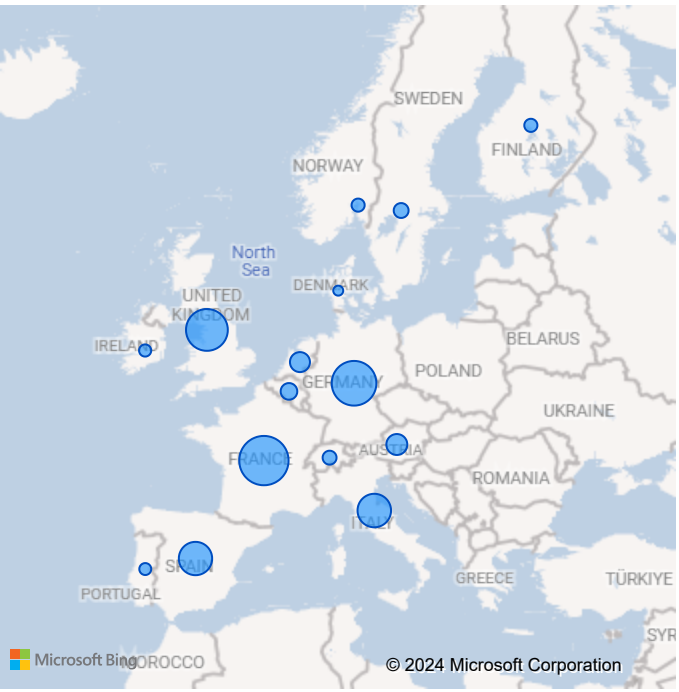 SWEDEN
FINLAND
NORWAY
North
Sea
DENMARK
UNITED
KINGDOM
IRELAND
BELARUS
POLAND
GERMANY
UKRAINE
FRANCE
AUSTRIA
ROMANIA
ITALY
SPAIN
GREECE
TÜRKIYE
PORTUGAL
SYR
Microsoft Bing
MOROCCO
© 2024 Microsoft Corporation